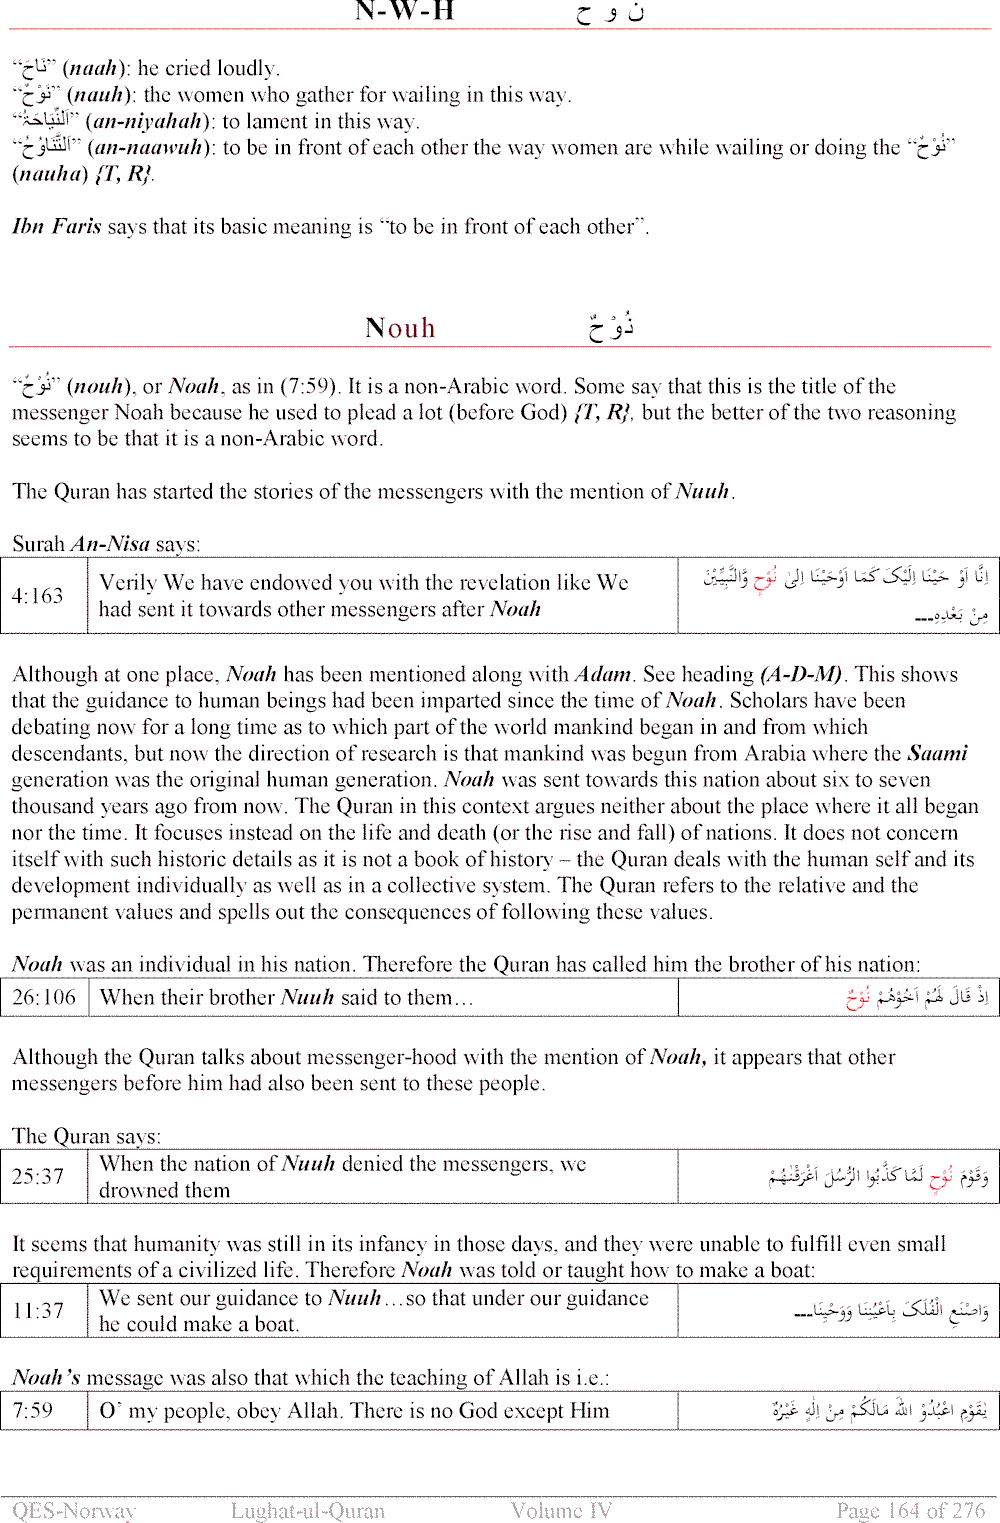 N-W-H ن و ح
“نَاحَ” (naah): he cried loudly.
“نَوْحٌ” (nauh): the women who gather for wailing in this way.
“اَلنِّيَاحَةُ” (an-niyahah): to lament in this way.
“اَلتَّنَاوُحُ” (an-naawuh): to be in front of each other the way women are while wailing or doing the “نُوْحٌ”
(nauha) {T, R}.
Ibn Faris says that its basic meaning is “to be in front of each other”.
Nouh نُوْحٌ
“نُوْحٌ” (nouh), or Noah, as in (7:59). It is a non-Arabic word. Some say that this is the title of the
messenger Noah because he used to plead a lot (before God) {T, R}, but the better of the two reasoning
seems to be that it is a non-Arabic word.
The Quran has started the stories of the messengers with the mention of Nuuh.
Surah An-Nisa says:
4:163 Verily We have endowed you with the revelation like We اِنَّا اَوْ حَيْنَا اِلَيْکَ کَمَا اَوْحَيْنَا اِلىٰ نُوْحٍ وَّالنَّبِيِّيْنَ
had sent it towards other messengers after Noah مِنْ بَعْدِهِ---
Although at one place, Noah has been mentioned along with Adam. See heading (A-D-M). This shows
that the guidance to human beings had been imparted since the time of Noah. Scholars have been
debating now for a long time as to which part of the world mankind began in and from which
descendants, but now the direction of research is that mankind was begun from Arabia where the Saami
generation was the original human generation. Noah was sent towards this nation about six to seven
thousand years ago from now. The Quran in this context argues neither about the place where it all began
nor the time. It focuses instead on the life and death (or the rise and fall) of nations. It does not concern
itself with such historic details as it is not a book of history – the Quran deals with the human self and its
development individually as well as in a collective system. The Quran refers to the relative and the
permanent values and spells out the consequences of following these values.
Noah was an individual in his nation. Therefore the Quran has called him the brother of his nation:
26:106 When their brother Nuuh said to them… اِذْ قَالَ لَهُمْ اَخُوْهُمْ نُوْحٌ
Although the Quran talks about messenger-hood with the mention of Noah, it appears that other
messengers before him had also been sent to these people.
The Quran says:
25:37 When the nation of Nuuh denied the messengers, we وَقَوْمَ نُوْحٍ لَمَّا کَذَّبُوا الرُّسُلَ اَغْرَقْنٰهُمْ
drowned them
It seems that humanity was still in its infancy in those days, and they were unable to fulfill even small
requirements of a civilized life. Therefore Noah was told or taught how to make a boat:
11:37 We sent our guidance to Nuuh…so that under our guidance وَاصْنَعِ الْفُلْکَ بِاَعْيُنِنَا وَوَحْيِنَا---
he could make a boat.
Noah’s message was also that which the teaching of Allah is i.e.:
7:59 O’ my people, obey Allah. There is no God except Him يٰقَوْمِ اعْبُدُوْ اللهَ مَالَکُمْ مِنْ اِلٰهٍ غَيْرُهٗ
QES-Norway Lughat-ul-Quran Volume IV Page 164 of 276